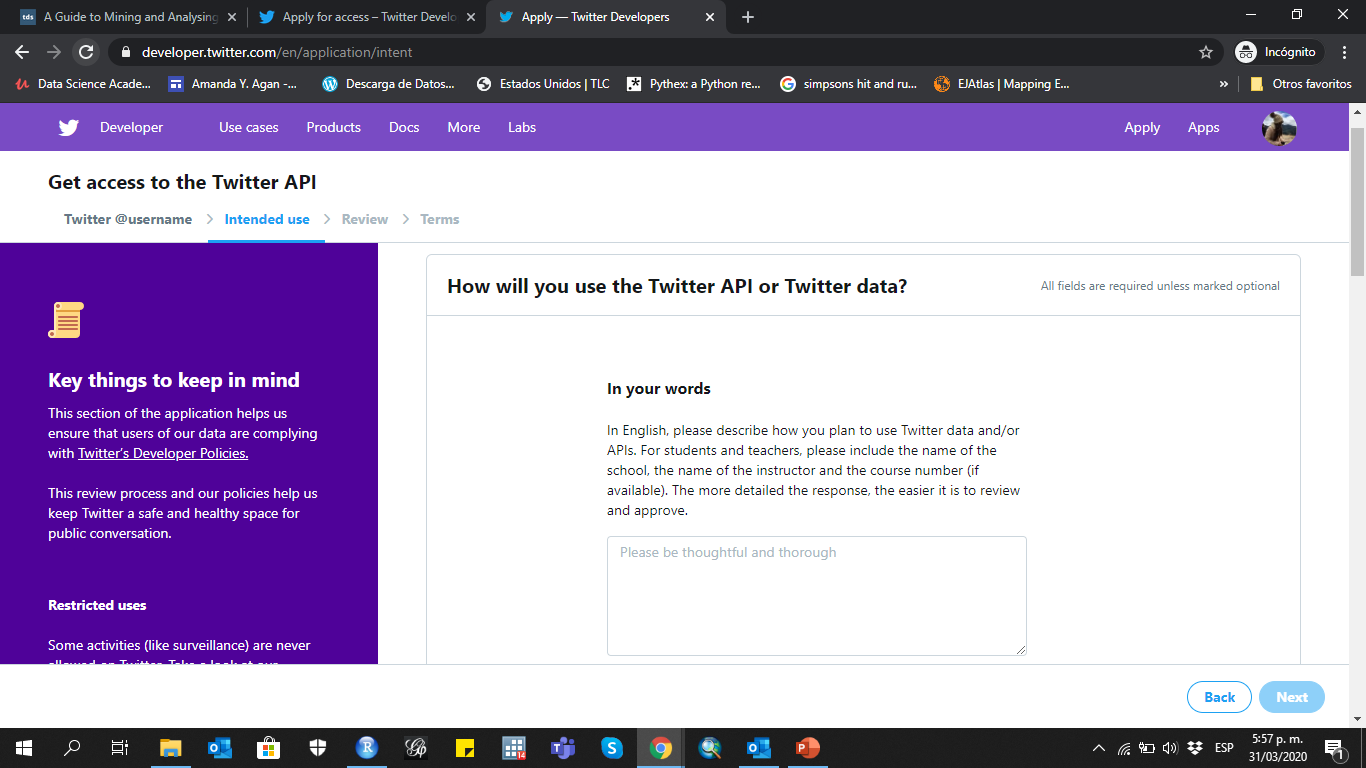 A Guide to Mining and Analysing
Apply for access – Twitter Develo
Apply — Twitter Developers
developer.twitter.com/en/application/intent
Incógnito
Data Science Acade...
Amanda Y. Agan -...
Descarga de Datos...
Estados Unidos | TLC
Pythex: a Python re...
simpsons hit and ru...
EJAtlas | Mapping E...
»
Otros favoritos
Developer
Use cases
Products
Docs
More
Labs
Apply
Apps
Get access to the Twitter API
Twitter @username > Intended use > Review > Terms
Key things to keep in mind
This section of the application helps us
ensure that users of our data are complying
with Twitter's Developer Policies.
This review process and our policies help us
keep Twitter a safe and healthy space for
public conversation.
Restricted uses
Some activities (like surveillance) are never
allowed on Twitter. Take a look at our
How will you use the Twitter API or Twitter data?
All fields are required unless marked optional
In your words
In English, please describe how you plan to use Twitter data and/or
APIs. For students and teachers, please include the name of the
school, the name of the instructor and the course number (if
available). The more detailed the response, the easier it is to review
and approve.
Please be thoughtful and thorough
Back
Next
ESP
5:57 p. m.
31/03/2020
1